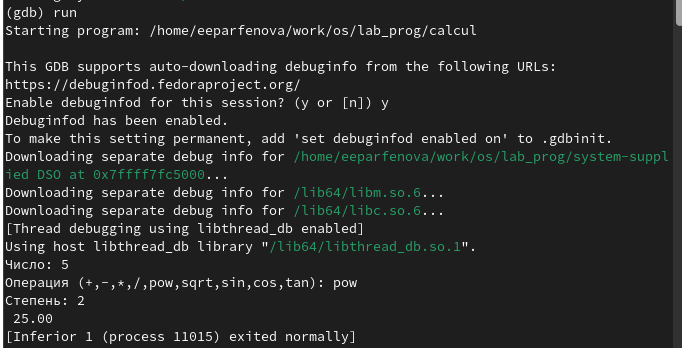 (gdb) run
Starting program: /home/eeparfenova/work/os/lab_prog/calcul

This GDB supports auto-downloading debuginfo from the following URLs:
https://debuginfod.fedoraproject.org/
Enable debuginfod for this session? (y or [n]) y
Debuginfod has been enabled.
To make this setting permanent, add 'set debuginfod enabled on' to .gdbinit.
Downloading separate debug info for /home/eeparfenova/work/os/lab_prog/system-suppl
ied DSO at 0x7ffff7fc5000...
Downloading separate debug info for /lib64/libm.so.6...
Downloading separate debug info for /lib64/libc.so.6...
[Thread debugging using libthread_db enabled]
Using host libthread_db library "/lib64/libthread_db.so.1".
Число: 5
Операция (+,-,*,/,pow,sqrt,sin,cos,tan): pow
Степень: 2
 25.00
[Inferior 1 (process 11015) exited normally]